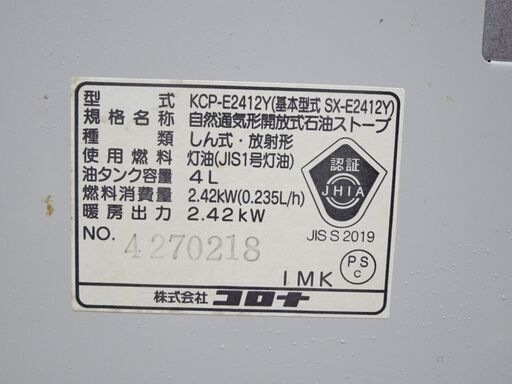 型式 KCP-E2412Y(基本型式 SX-E2412Y)
規格名称 自然通気形開放式石油ストーブ
種類 しん式・放射形
使用燃料 灯油(JIS1号灯油)
油タンク容量 4L
燃料消費量 2.42kW(0.235L/h)
暖房出力 2.42kW
NO. 4270218
認証
JHIA
JIS S 2019
1MK
PS
C
株式会社 コロナ